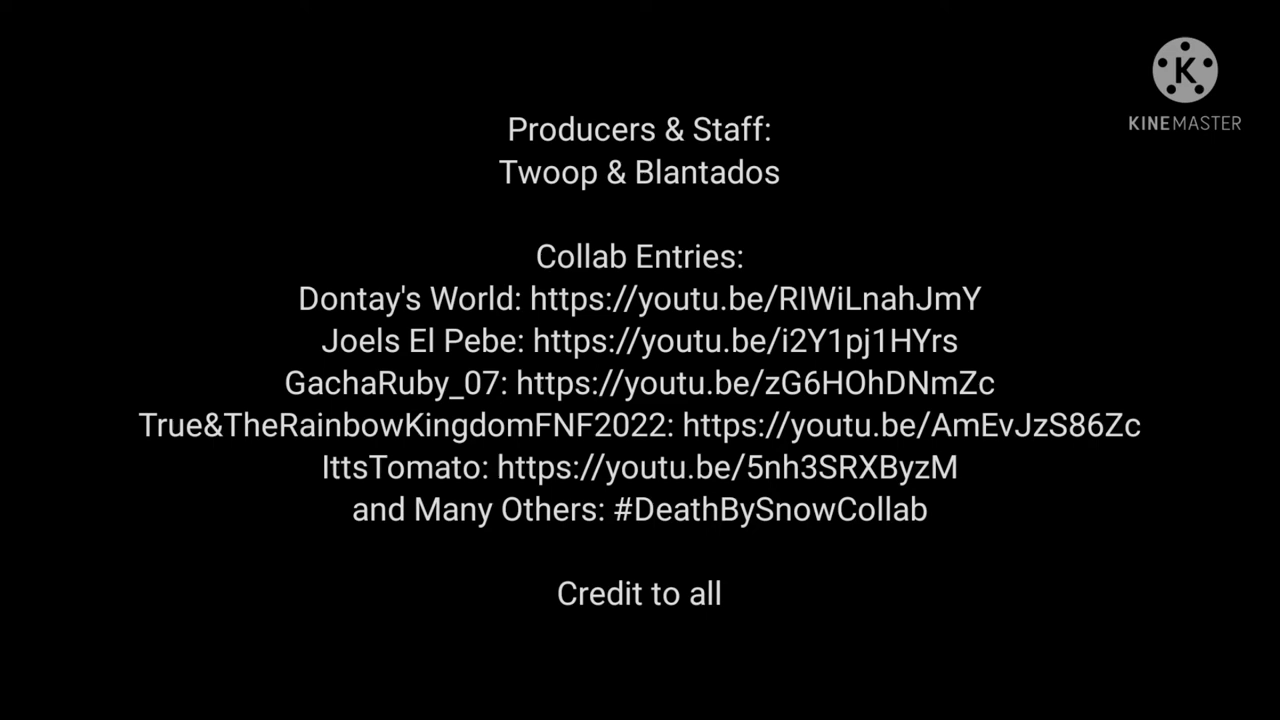 K
KINEMASTER
Producers & Staff:
Twoop & Blantados
Collab Entries:
Dontay's World: https://youtu.be/RIWiLnahJmY
Joels El Pebe: https://youtu.be/i2Y1pj1HYrs
GachaRuby_07: https://youtu.be/zG6HOhDNmZc
True&TheRainbowKingdomFNF2022: https://youtu.be/AmEvJzS86Zc
IttsTomato: https://youtu.be/5nh3SRXByzM
and Many Others: #DeathBySnowCollab
Credit to all